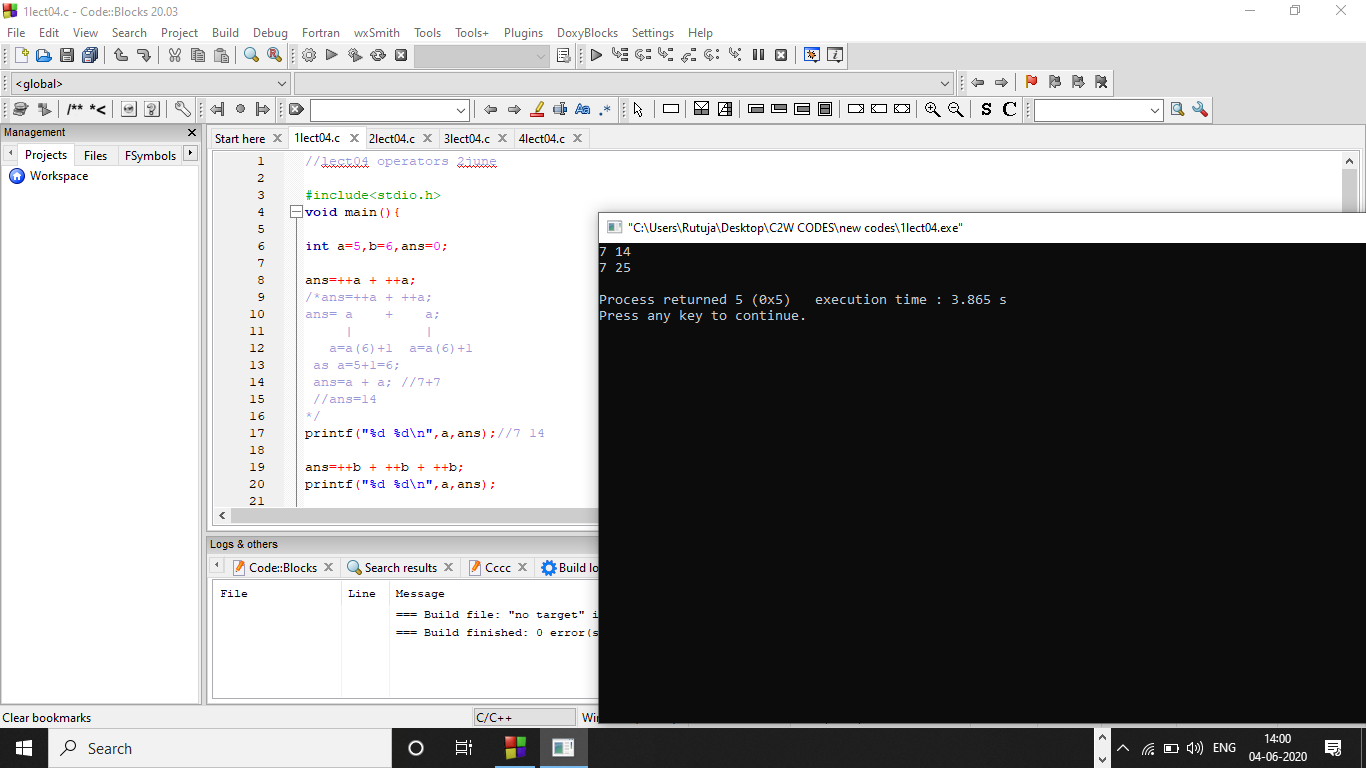 1lect04.c - Code::Blocks 20.03
File Edit View Search Project Build Debug Fortran wxSmith Tools Tools+ Plugins DoxyBlocks Settings Help
<global>
/** *< Aa .* S C
Management
Start here 1lect04.c 2lect04.c 3lect04.c 4lect04.c
Projects Files FSymbols
Workspace
1 //lect04 operators 2june
2
3 #include<stdio.h>
4 void main(){
5
6 int a=5,b=6,ans=0;
7
8 ans=++a + ++a;
9 /*ans=++a + ++a;
10 ans= a + a;
11 | |
12 a=a(6)+1 a=a(6)+1
13 as a=5+1=6;
14 ans=a + a; //7+7
15 //ans=14
16 */
17 printf("%d %d\n",a,ans);//7 14
18
19 ans=++b + ++b + ++b;
20 printf("%d %d\n",a,ans);
21
"C:\Users\Rutuja\Desktop\C2W CODES\new codes\1lect04.exe"
7 14
7 25
Process returned 5 (0x5) execution time : 3.865 s
Press any key to continue.
Logs & others
Code::Blocks Search results Cccc Build lo
File Line Message
=== Build file: "no target" i
=== Build finished: 0 error(s
Clear bookmarks C/C++ Win
Search
ENG
14:00
04-06-2020